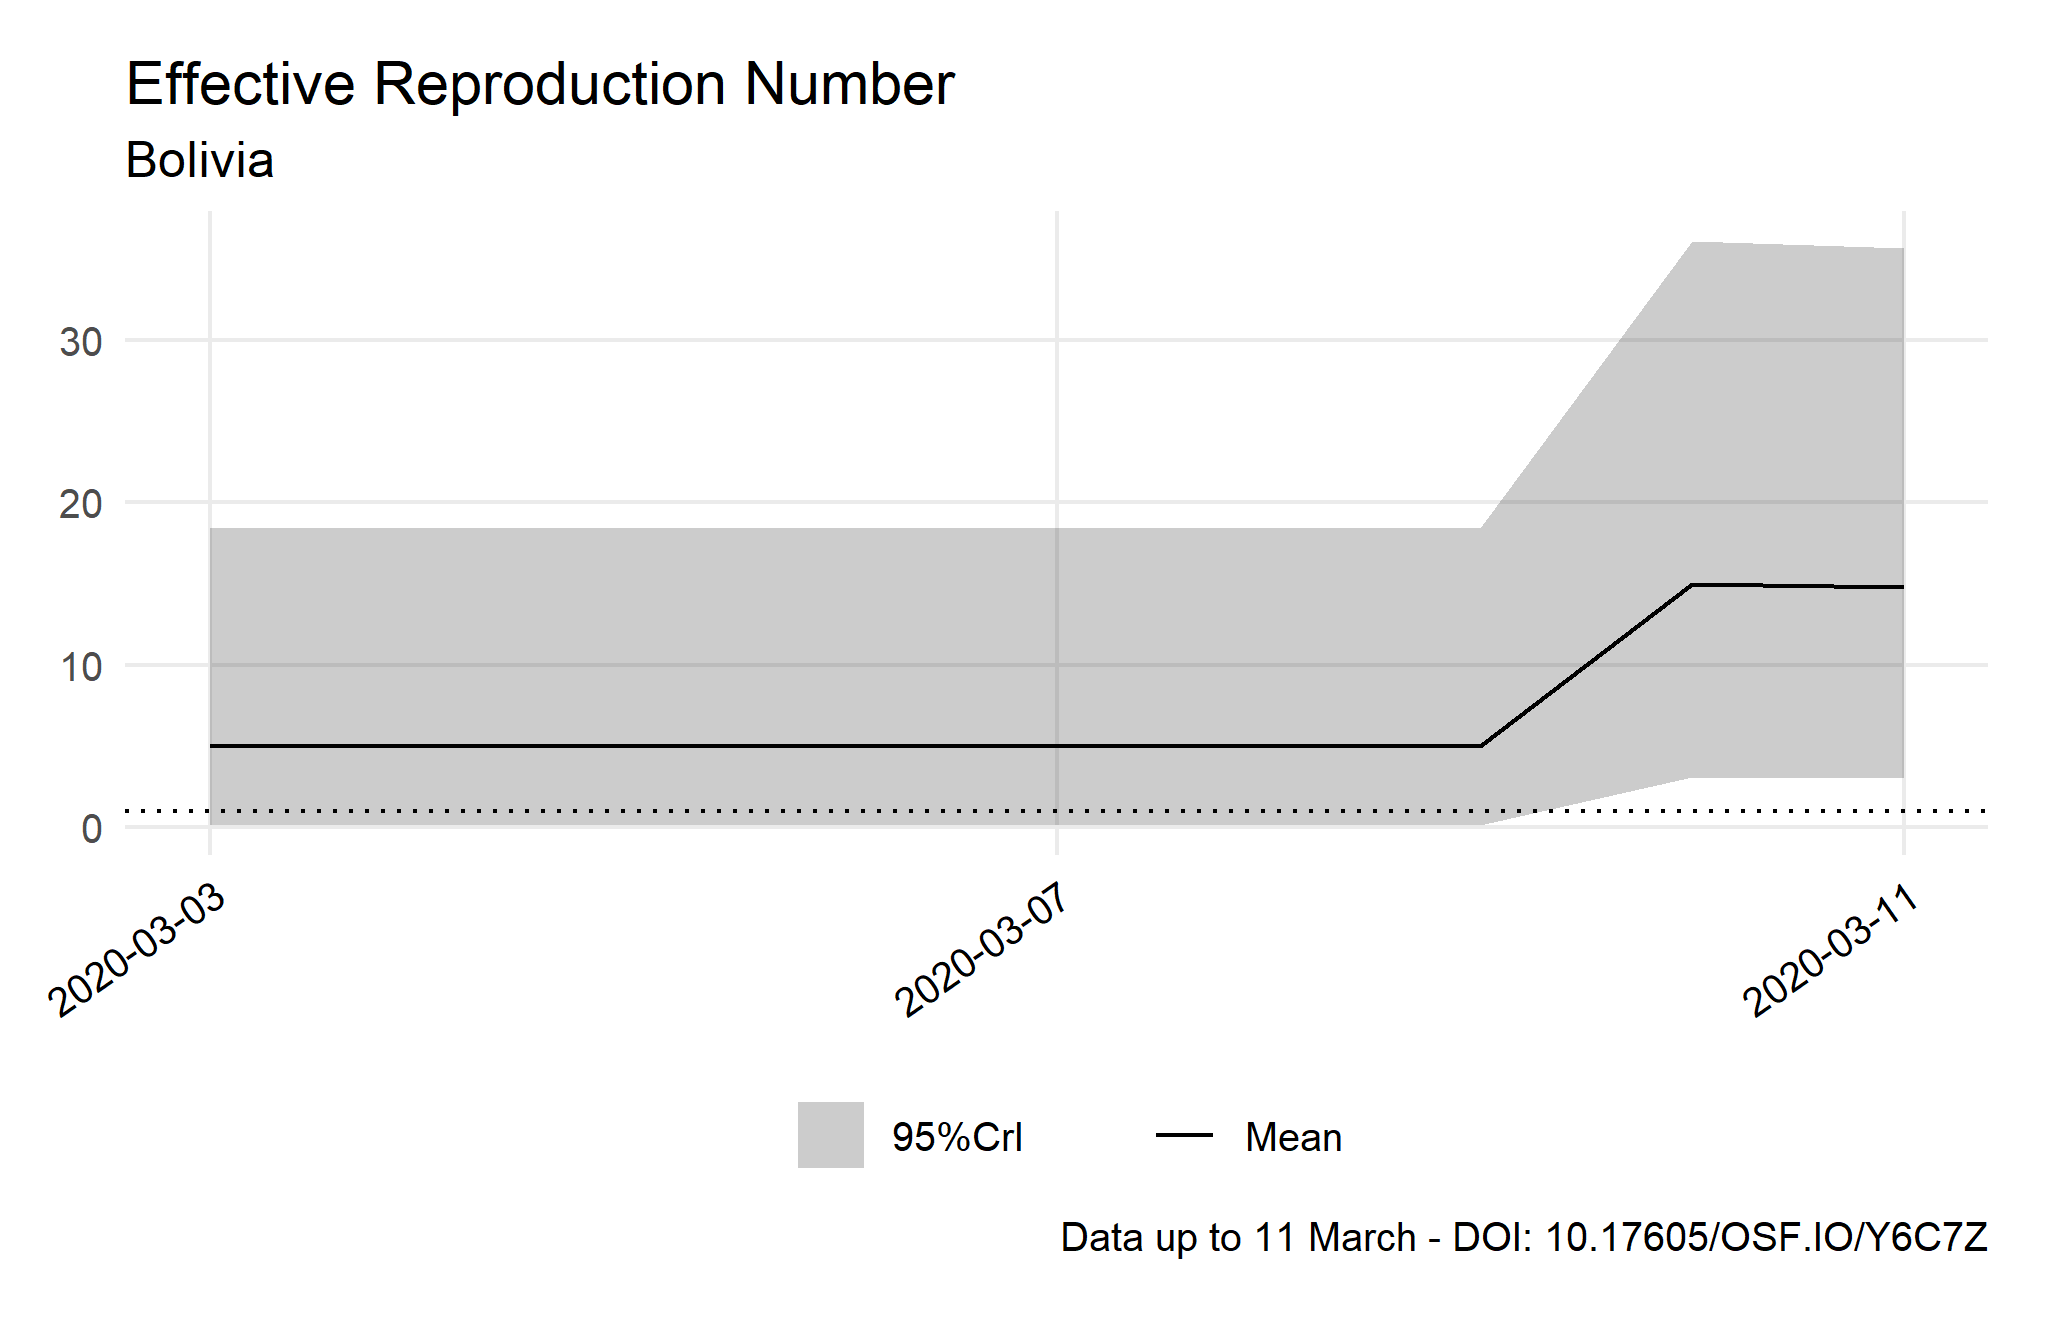 Effective Reproduction Number
Bolivia
30
20
10
0
2020-03-03
2020-03-07
2020-03-11
95%CrI
Mean
Data up to 11 March - DOI: 10.17605/OSF.IO/Y6C7Z